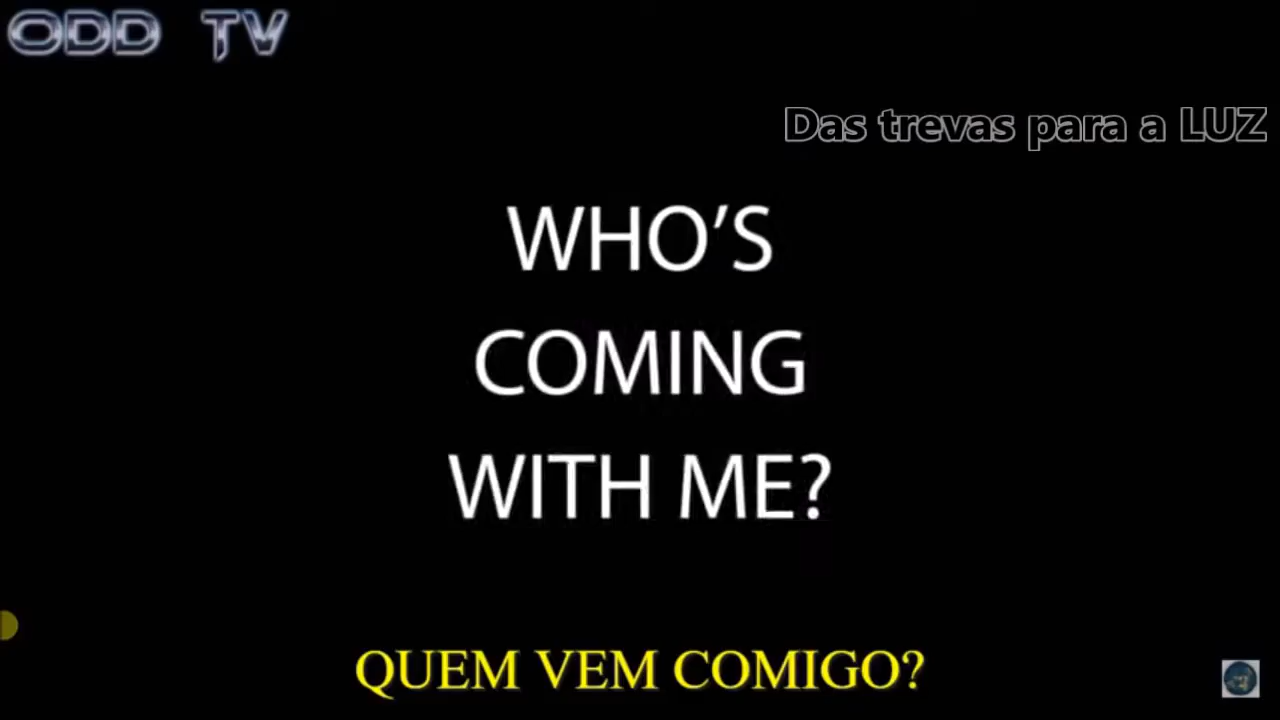 ODD TV
Das trevas para a LUZ
WHO'S
COMING
WITH ME?
QUEM VEM COMIGO?